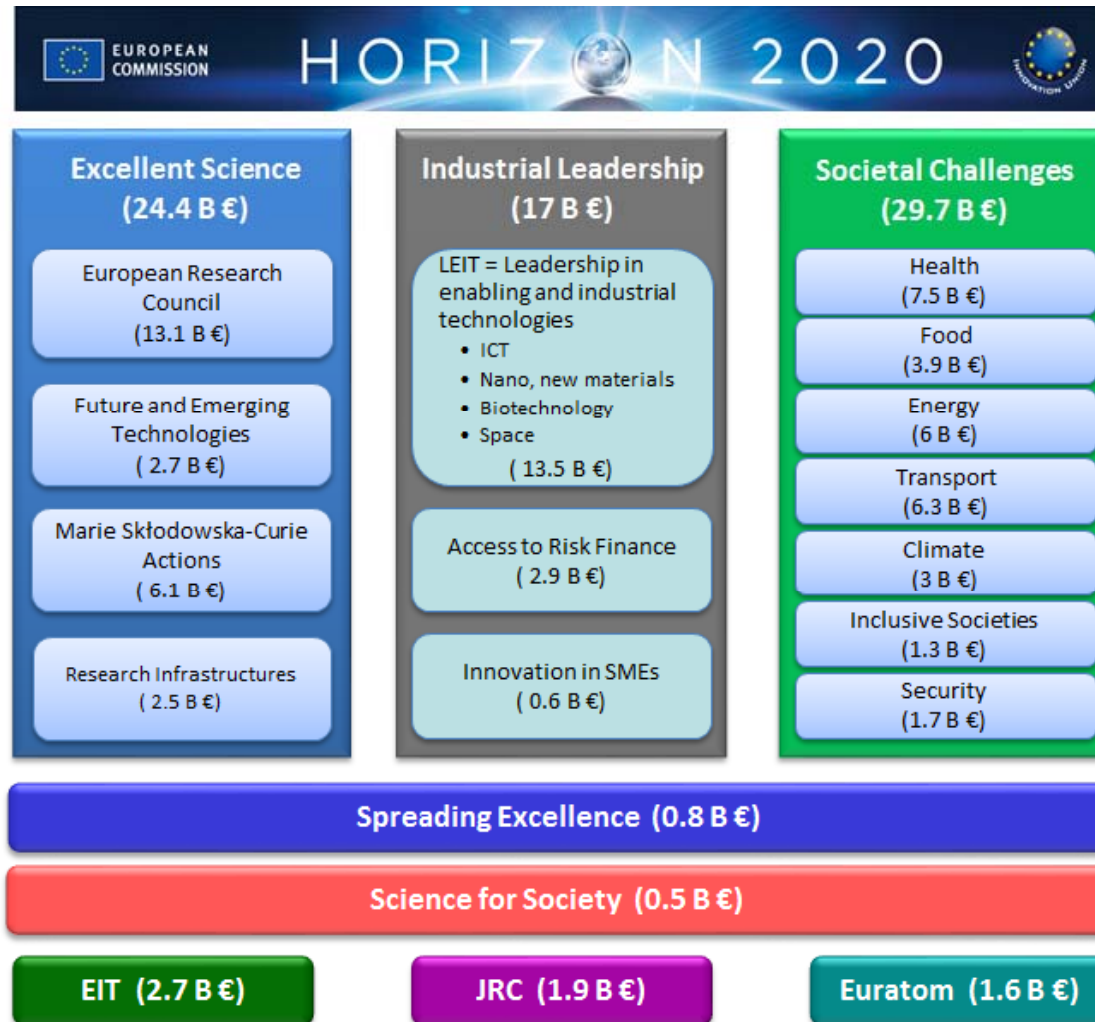 EUROPEAN
COMMISSION
HORIZON 2020
INNOVATION UNION
Excellent Science
(24.4 B €)
European Research
Council
(13.1 B €)
Future and Emerging
Technologies
( 2.7 B €)
Marie Skłodowska-Curie
Actions
( 6.1 B €)
Research Infrastructures
( 2.5 B €)
Industrial Leadership
(17 B €)
LEIT = Leadership in
enabling and industrial
technologies
• ICT
• Nano, new materials
• Biotechnology
• Space
( 13.5 B €)
Access to Risk Finance
( 2.9 B €)
Innovation in SMEs
( 0.6 B €)
Societal Challenges
(29.7 B €)
Health
(7.5 B €)
Food
(3.9 B €)
Energy
(6 B €)
Transport
(6.3 B €)
Climate
(3 B €)
Inclusive Societies
(1.3 B €)
Security
(1.7 B €)
Spreading Excellence (0.8 B €)
Science for Society (0.5 B €)
EIT (2.7 B €)
JRC (1.9 B €)
Euratom (1.6 B €)